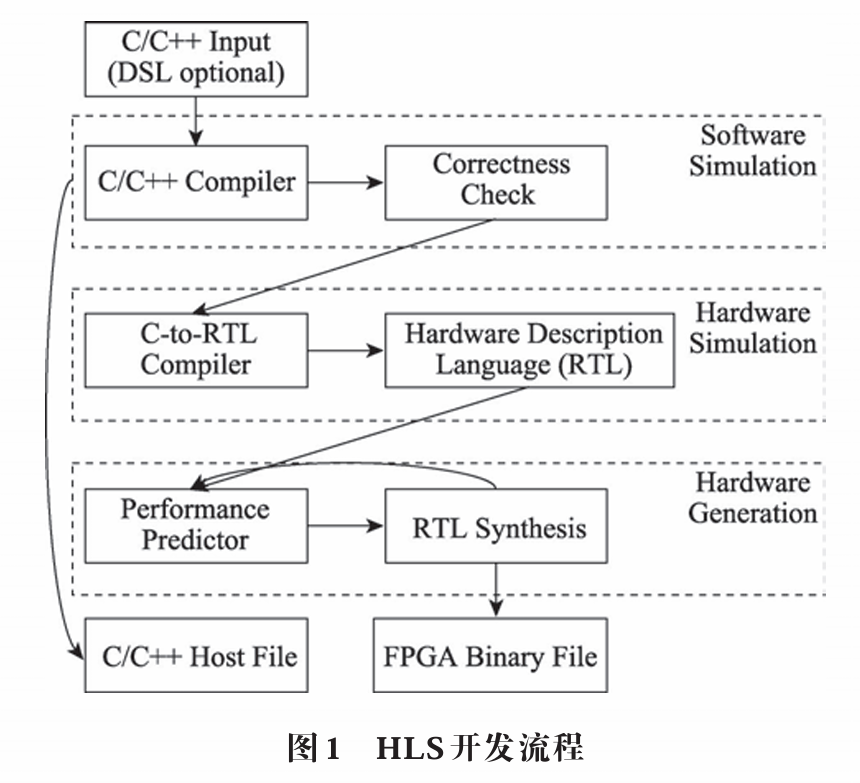 C/C++ Input
(DSL optional)
Software
Simulation
C/C++ Compiler
Correctness
Check
Hardware
Simulation
C-to-RTL
Compiler
Hardware Description
Language (RTL)
Hardware
Generation
Performance
Predictor
RTL Synthesis
C/C++ Host File
FPGA Binary File
图1 HLS开发流程